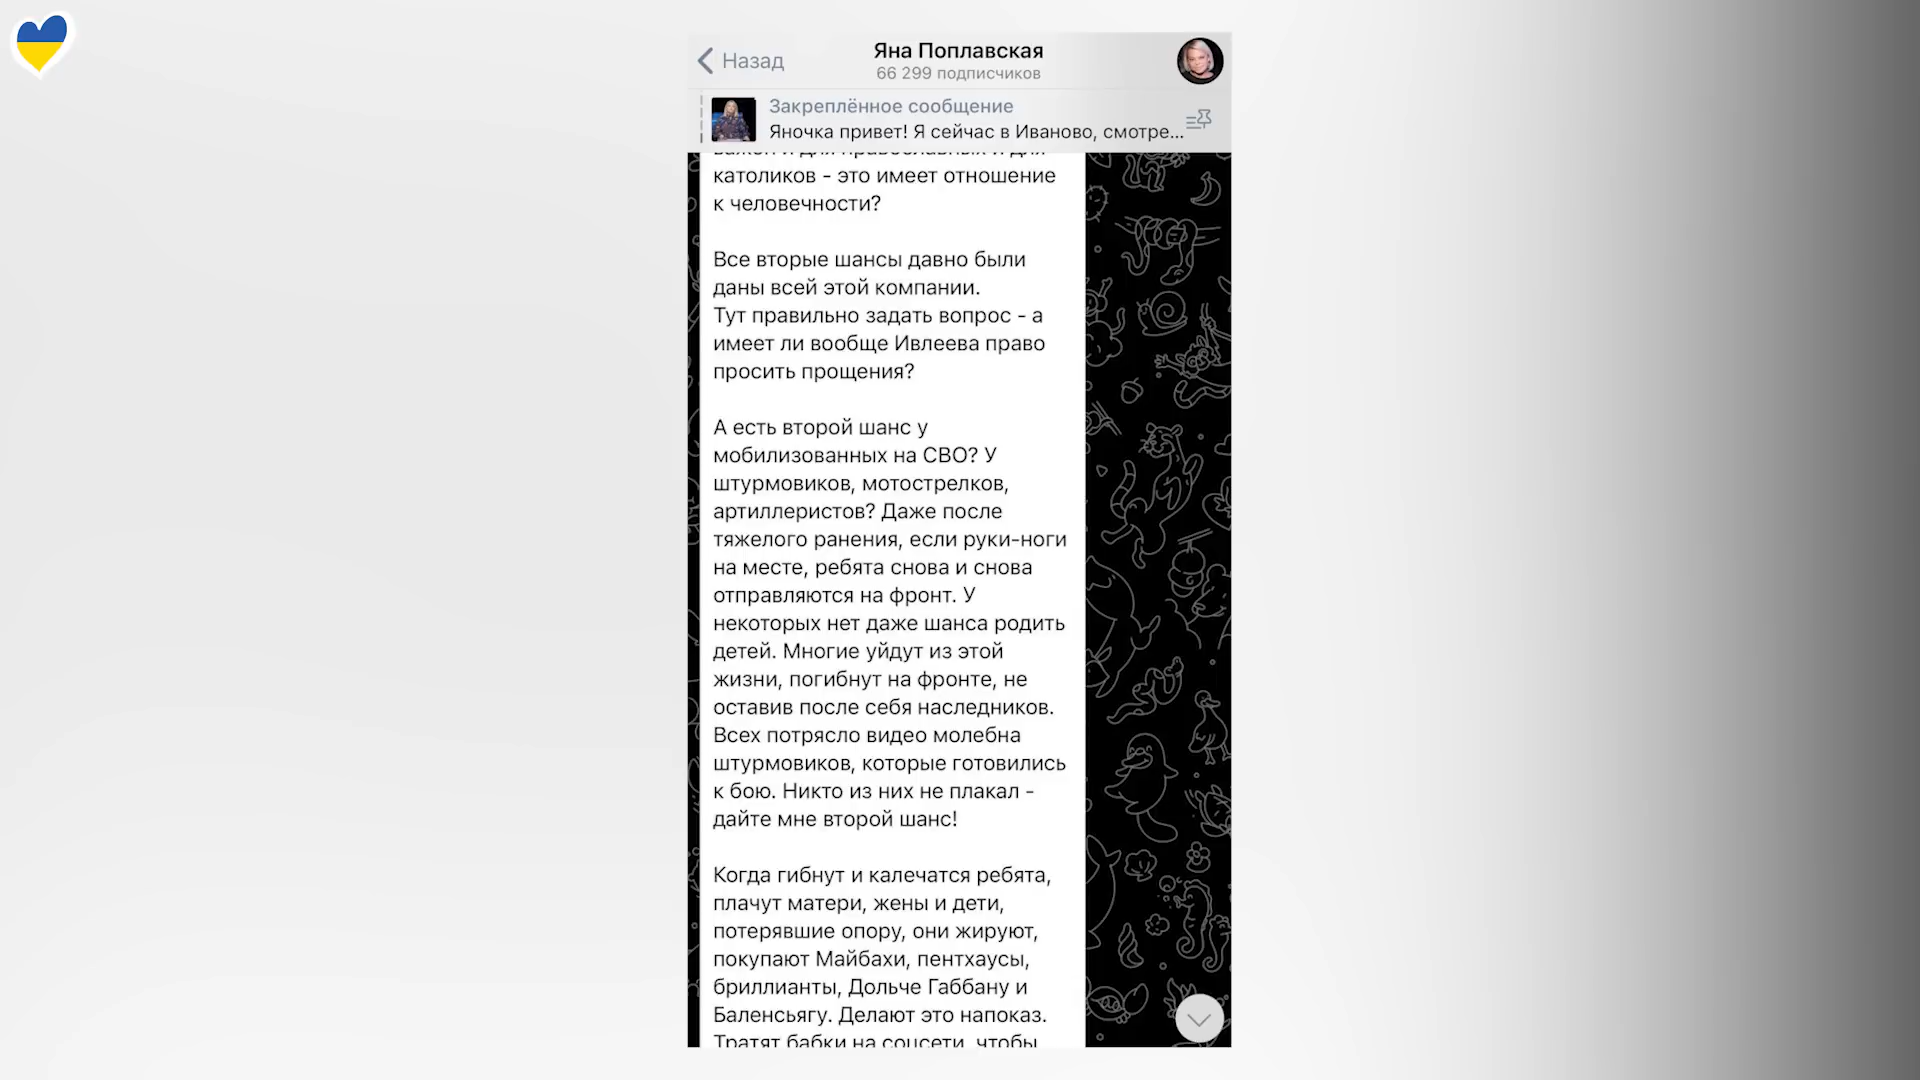 Назад
Яна Поплавская
66 299 подписчиков
Закреплённое сообщение
Яночка привет! Я сейчас в Иваново, смотре...
католиков - это имеет отношение
к человечности?
Все вторые шансы давно были
даны всей этой компании.
Тут правильно задать вопрос - а
имеет ли вообще Ивлеева право
просить прощения?
А есть второй шанс у
мобилизованных на СВО? У
штурмовиков, мотострелков,
артиллеристов? Даже после
тяжелого ранения, если руки-ноги
на месте, ребята снова и снова
отправляются на фронт. У
некоторых нет даже шанса родить
детей. Многие уйдут из этой
жизни, погибнут на фронте, не
оставив после себя наследников.
Всех потрясло видео молебна
штурмовиков, которые готовились
к бою. Никто из них не плакал -
дайте мне второй шанс!
Когда гибнут и калечатся ребята,
плачут матери, жены и дети,
потерявшие опору, они жируют,
покупают Майбахи, пентхаусы,
бриллианты, Дольче Габбану и
Баленсьягу. Делают это напоказ.
Тратят бабки на соцсети, чтобы